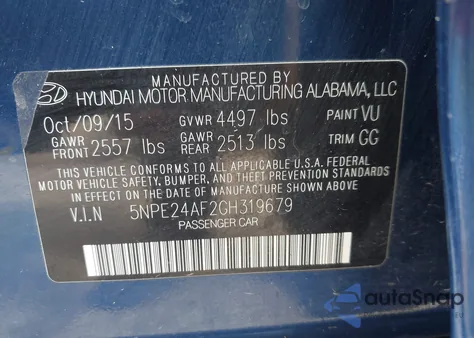 MANUFACTURED BY
HYUNDAI MOTOR MANUFACTURING ALABAMA, LLC
Oct/09/15 GVWR 4497 lbs PAINT VU
GAWR FRONT 2557 lbs GAWR REAR 2513 lbs TRIM GG
THIS VEHICLE CONFORMS TO ALL APPLICABLE U.S.A. FEDERAL
MOTOR VEHICLE SAFETY, BUMPER, AND THEFT PREVENTION
STANDARDS IN EFFECT ON THE DATE OF MANUFACTURE
SHOWN ABOVE.
V.I.N 5NPE24AF2GH319679
PASSENGER CAR
autoSnap
.EU